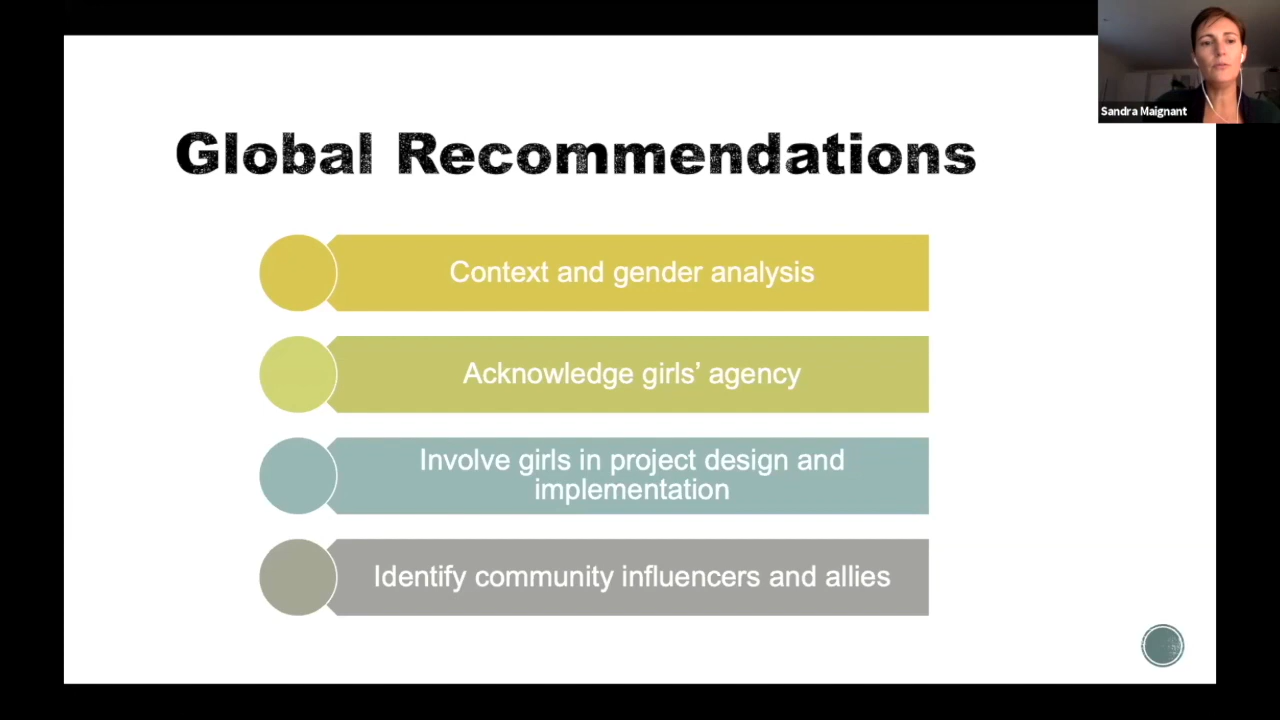 Sandra Maignant
Global Recommendations
Context and gender analysis
Acknowledge girls’ agency
Involve girls in project design and
implementation
Identify community influencers and allies